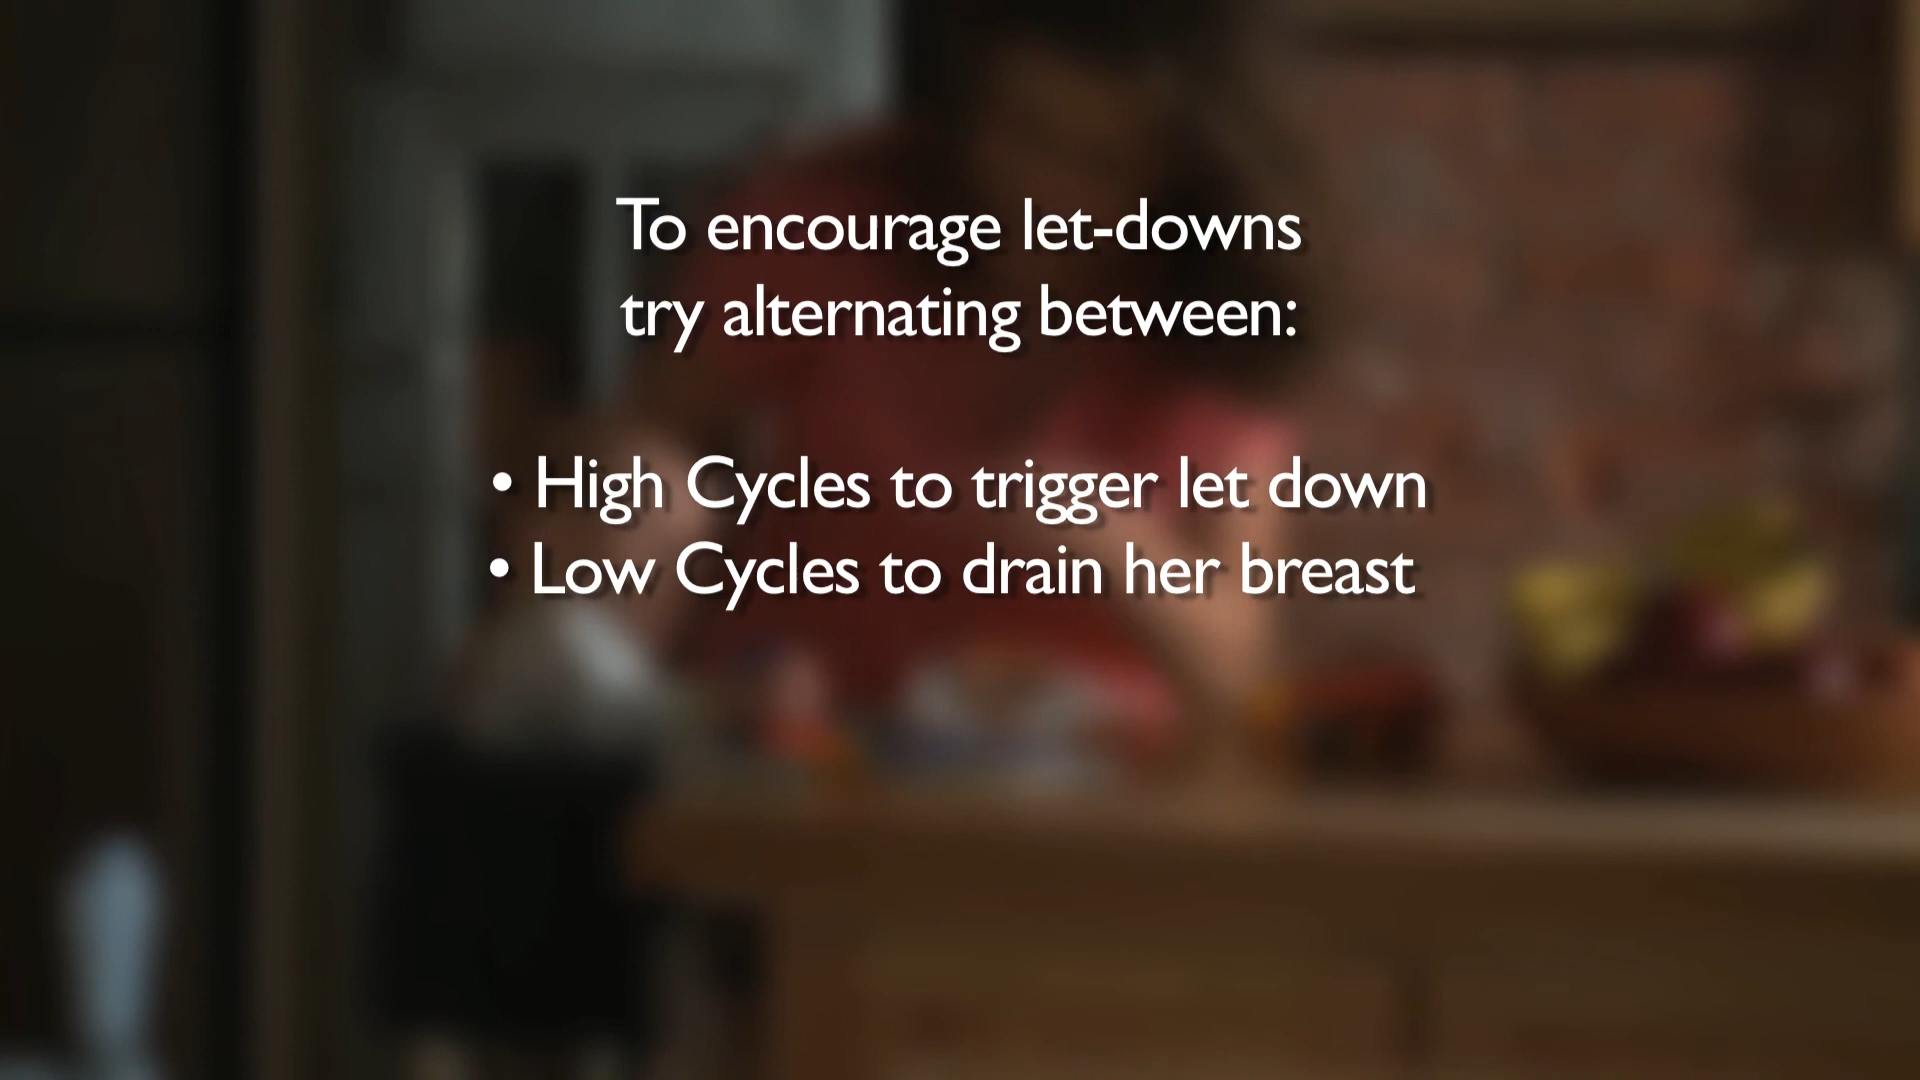 To encourage let-downs
try alternating between:
• High Cycles to trigger let down
• Low Cycles to drain her breast